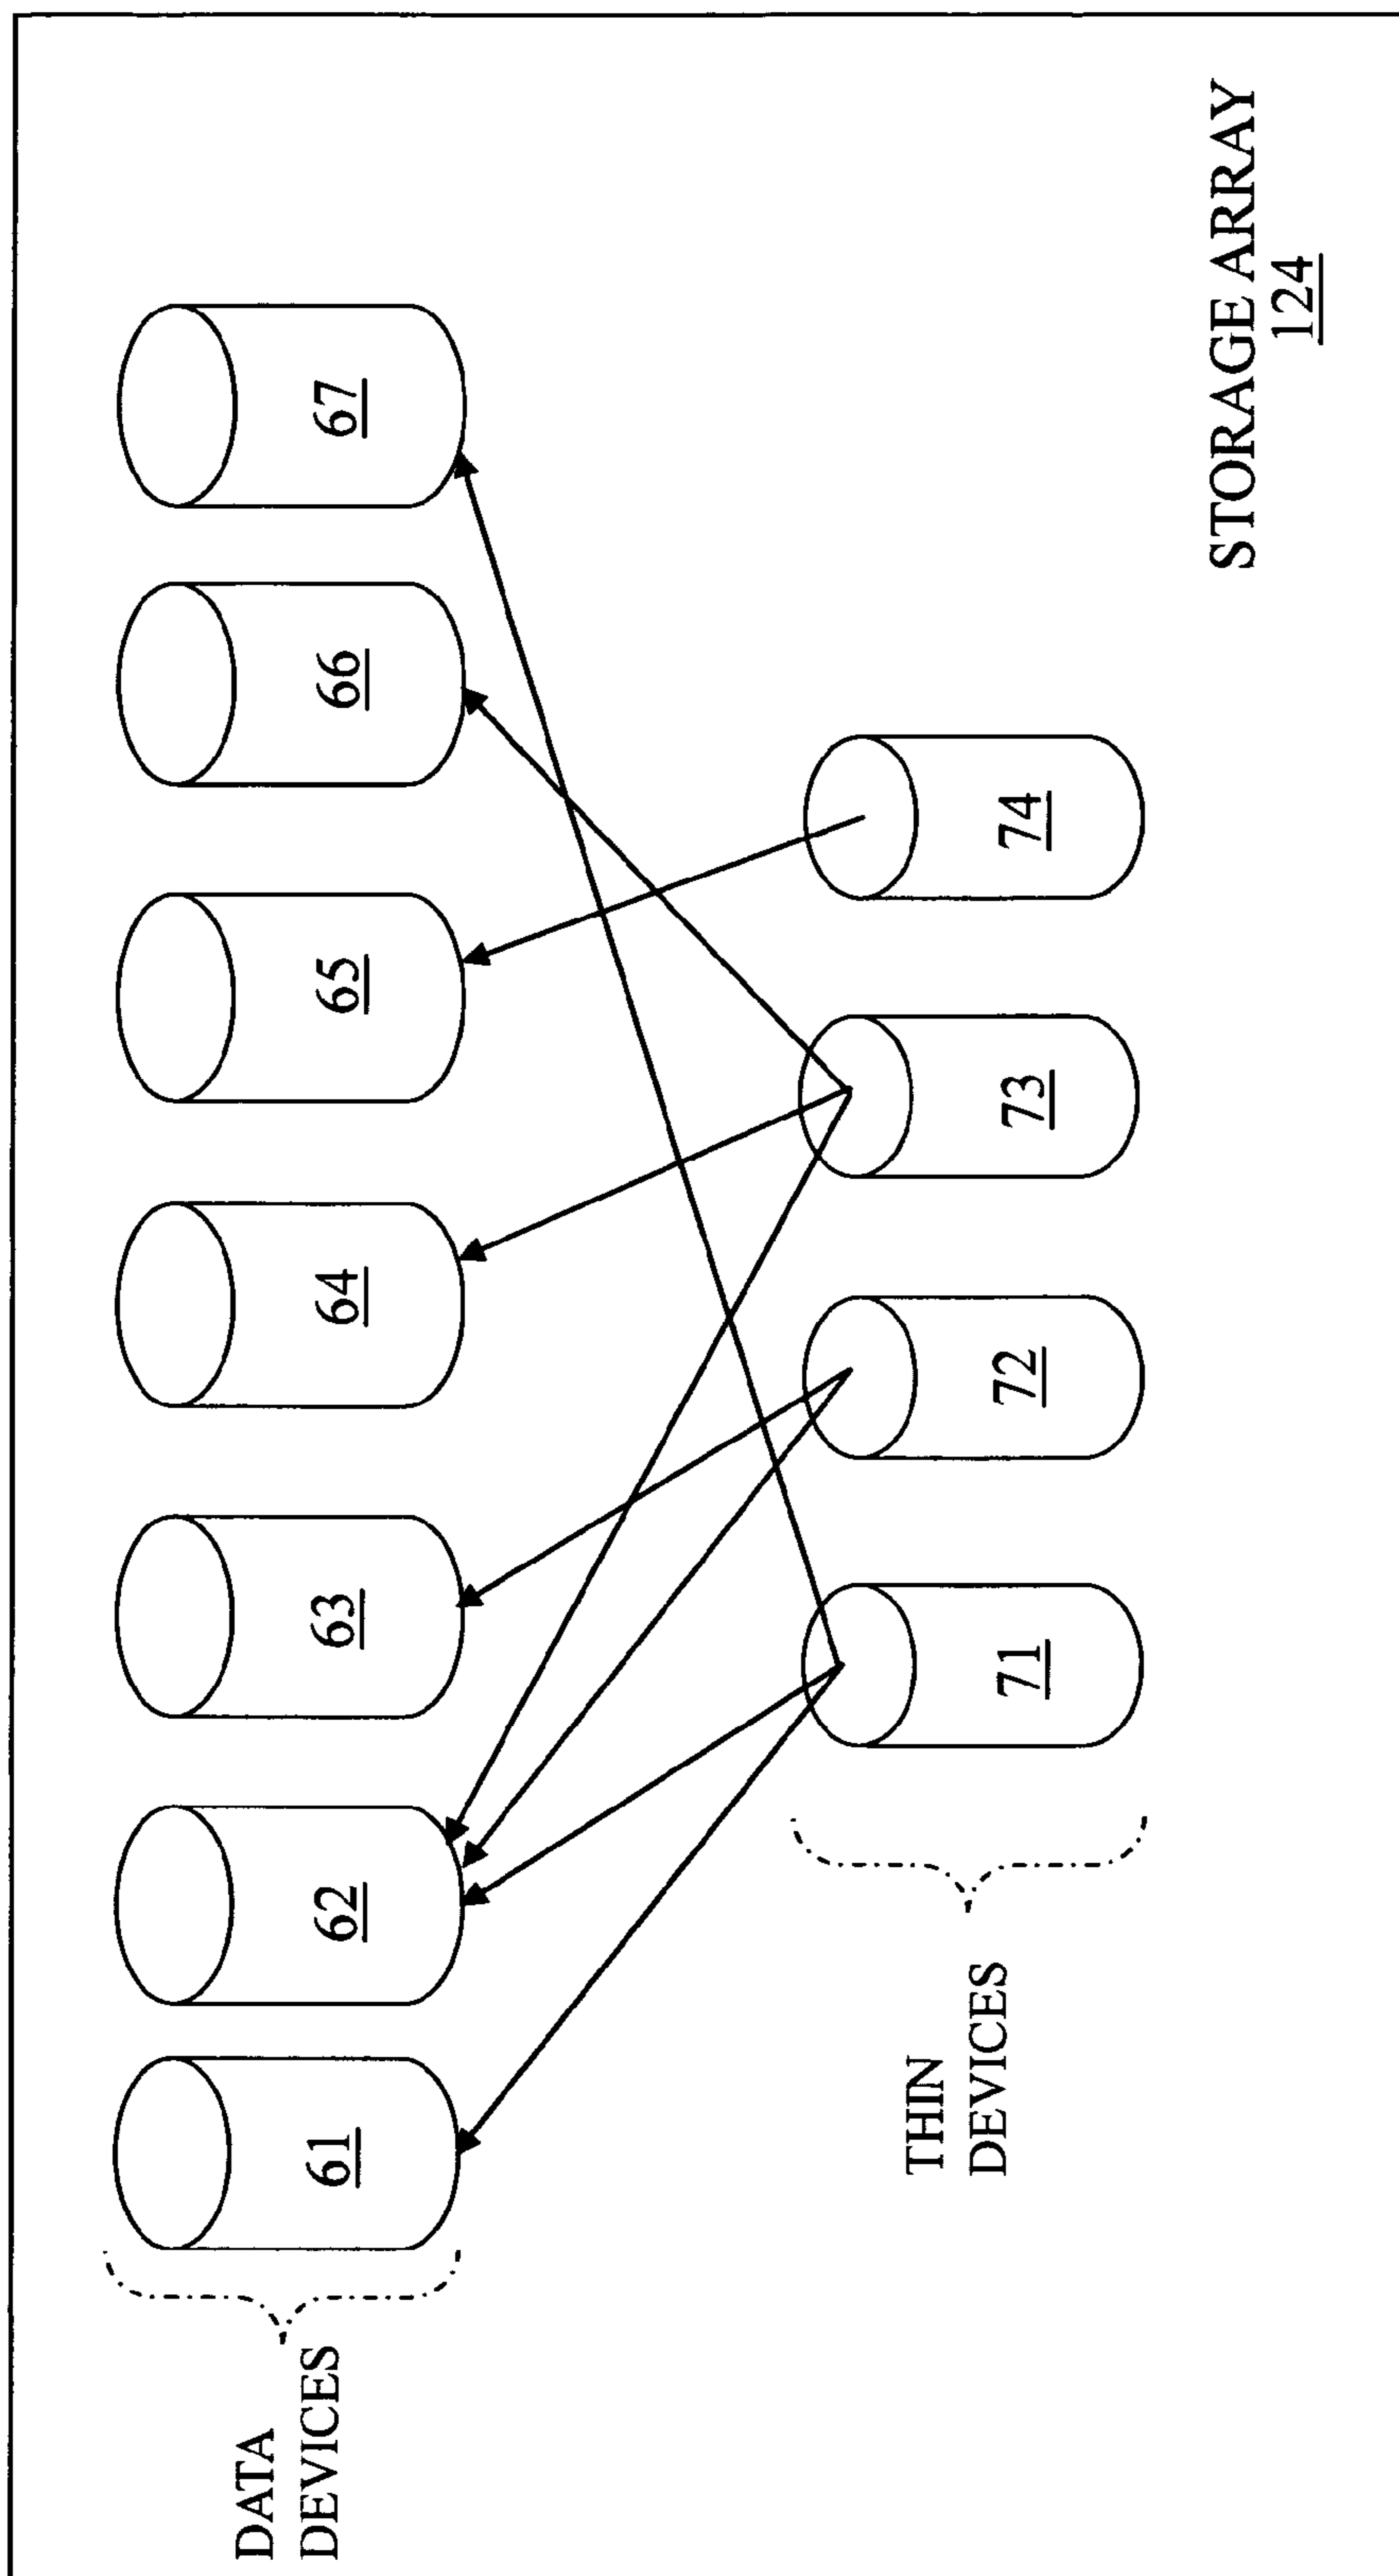 DATA
DEVICES
61
62
63
64
65
66
67
THIN
DEVICES
71
72
73
74
STORAGE ARRAY
124